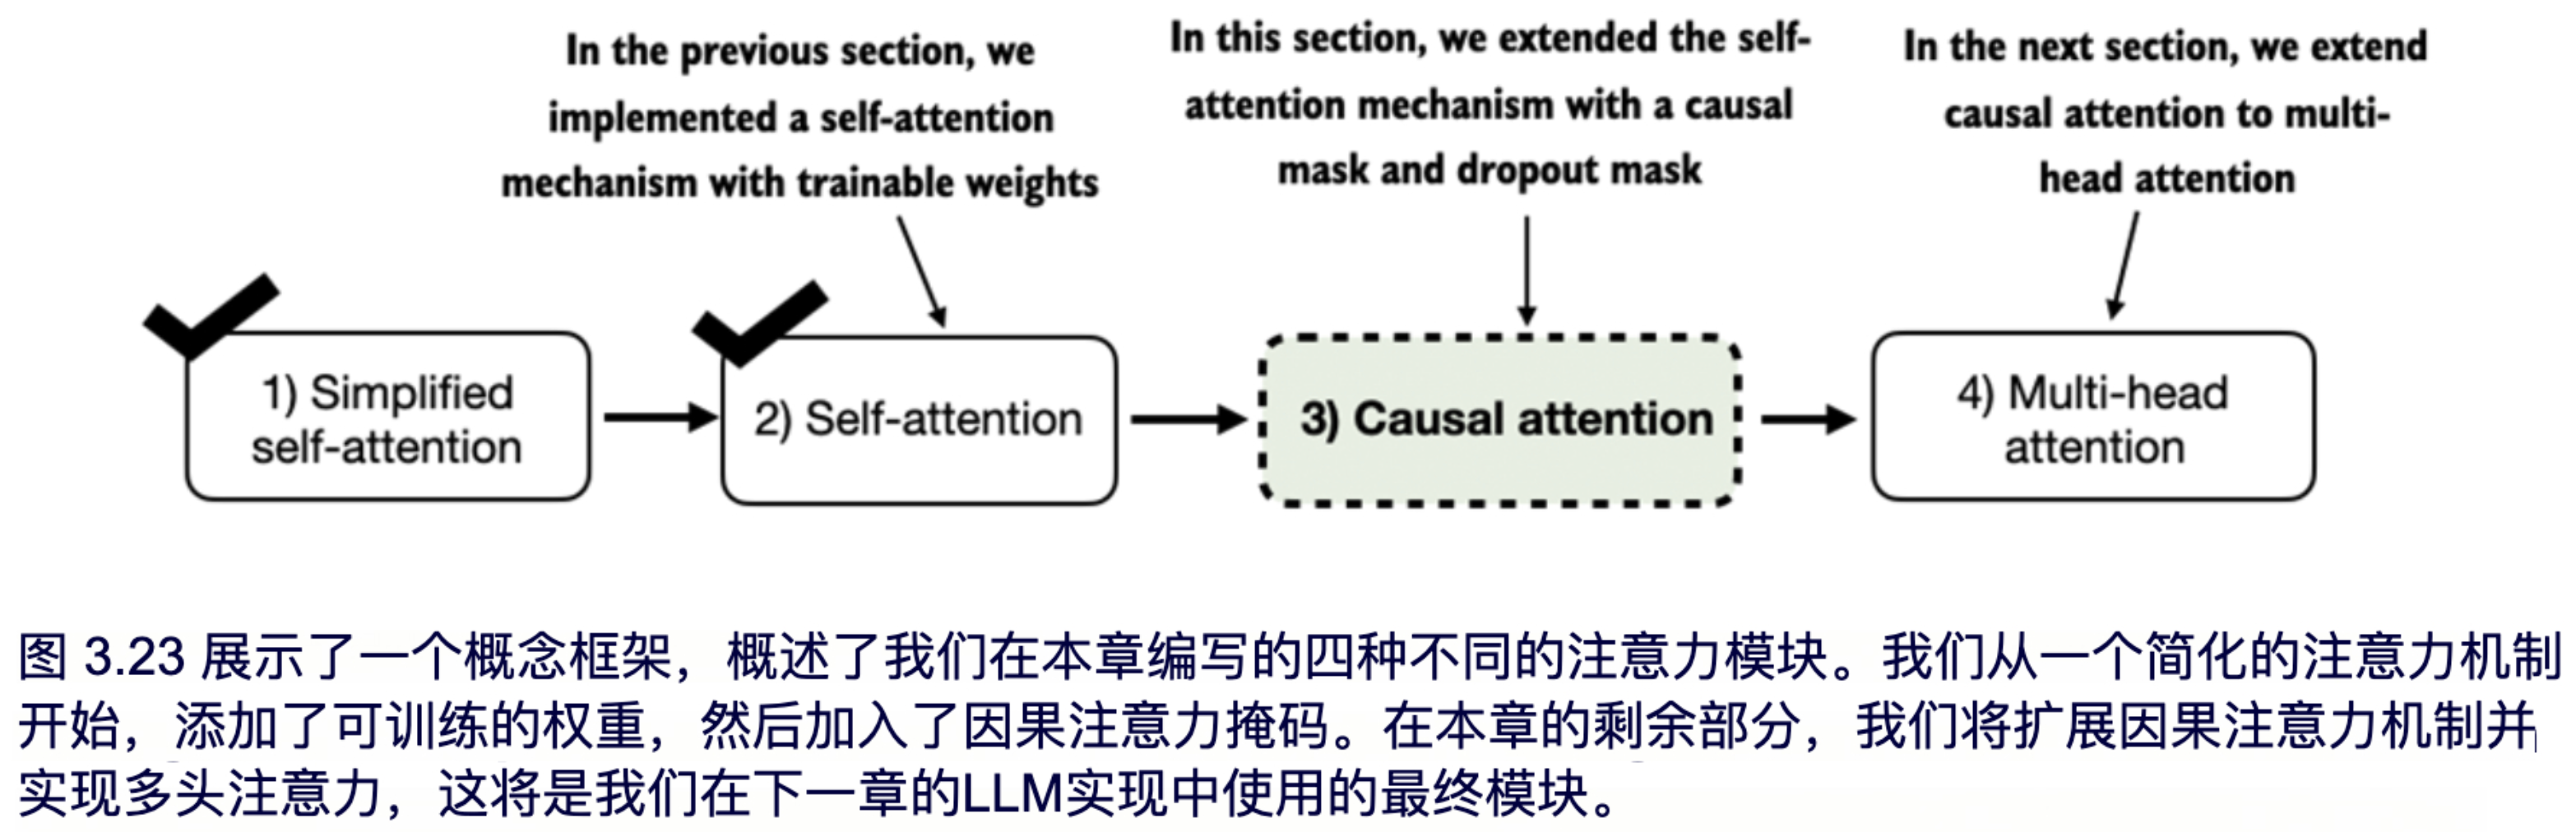 In the previous section, we
implemented a self-attention
mechanism with trainable weights
In this section, we extended the self-
attention mechanism with a causal
mask and dropout mask
In the next section, we extend
causal attention to multi-
head attention
1) Simplified
self-attention
2) Self-attention
3) Causal attention
4) Multi-head
attention
图 3.23 展示了一个概念框架，概述了我们在本章编写的四种不同的注意力模块。我们从一个简化的注意力机制
开始，添加了可训练的权重，然后加入了因果注意力掩码。在本章的剩余部分，我们将扩展因果注意力机制并
实现多头注意力，这将是我们在下一章的LLM实现中使用的最终模块。